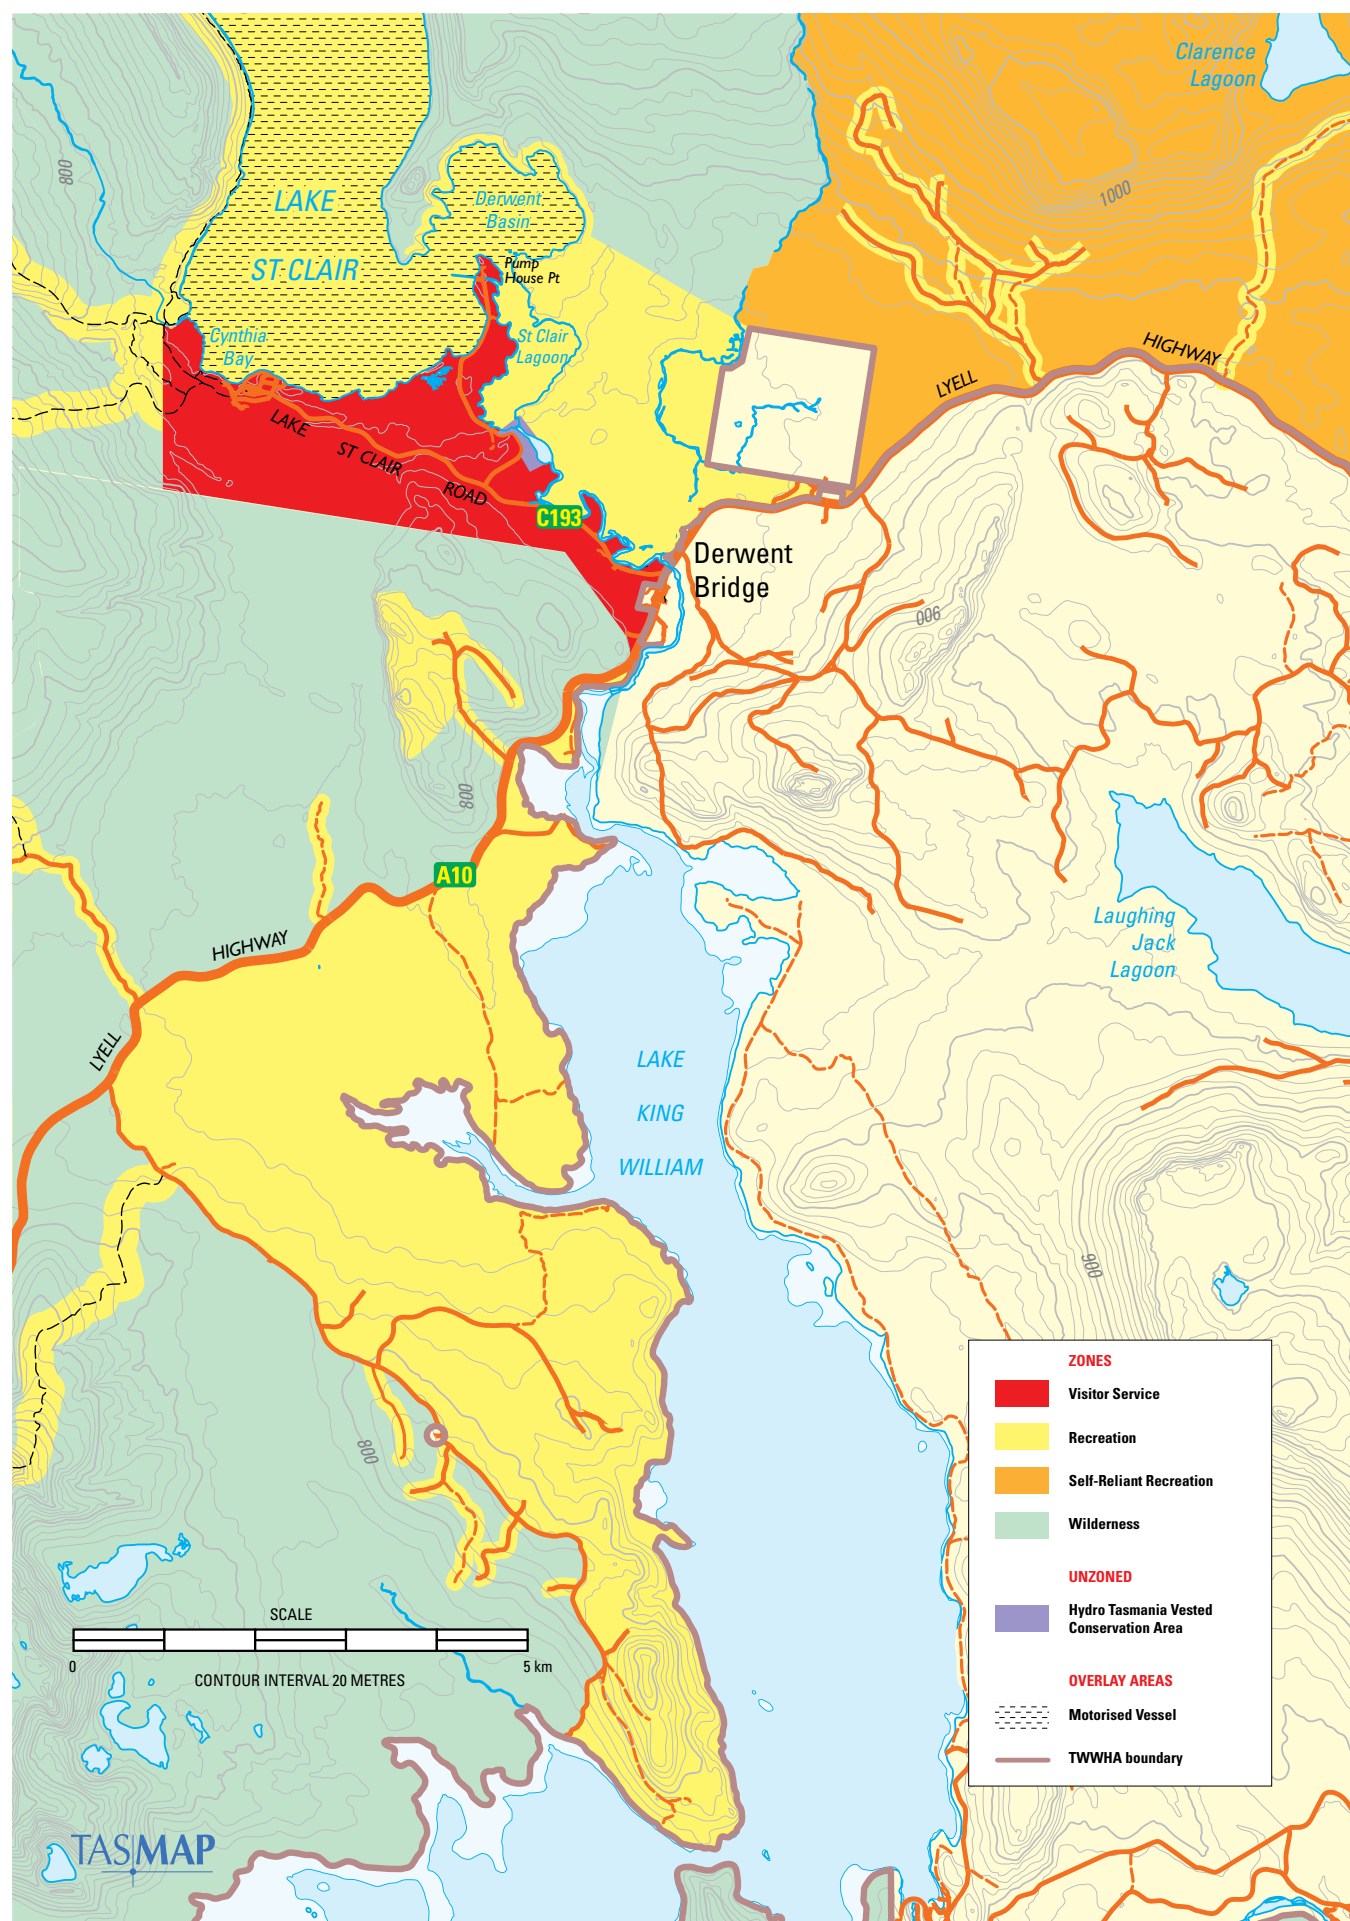 Clarence
Lagoon
800
1000
LAKE
ST CLAIR
Derwent
Basin
Pump
House Pt
St Clair
Lagoon
Cynthia
Bay
HIGHWAY
LYELL
LAKE
ST CLAIR
ROAD
C193
Derwent
Bridge
900
800
A10
HIGHWAY
LYELL
Laughing
Jack
Lagoon
LAKE
KING
WILLIAM
900
800
ZONES
Visitor Service
Recreation
Self-Reliant Recreation
Wilderness
UNZONED
Hydro Tasmania Vested
Conservation Area
OVERLAY AREAS
Motorised Vessel
TWWHA boundary
SCALE
0
5 km
CONTOUR INTERVAL 20 METRES
TASMAP